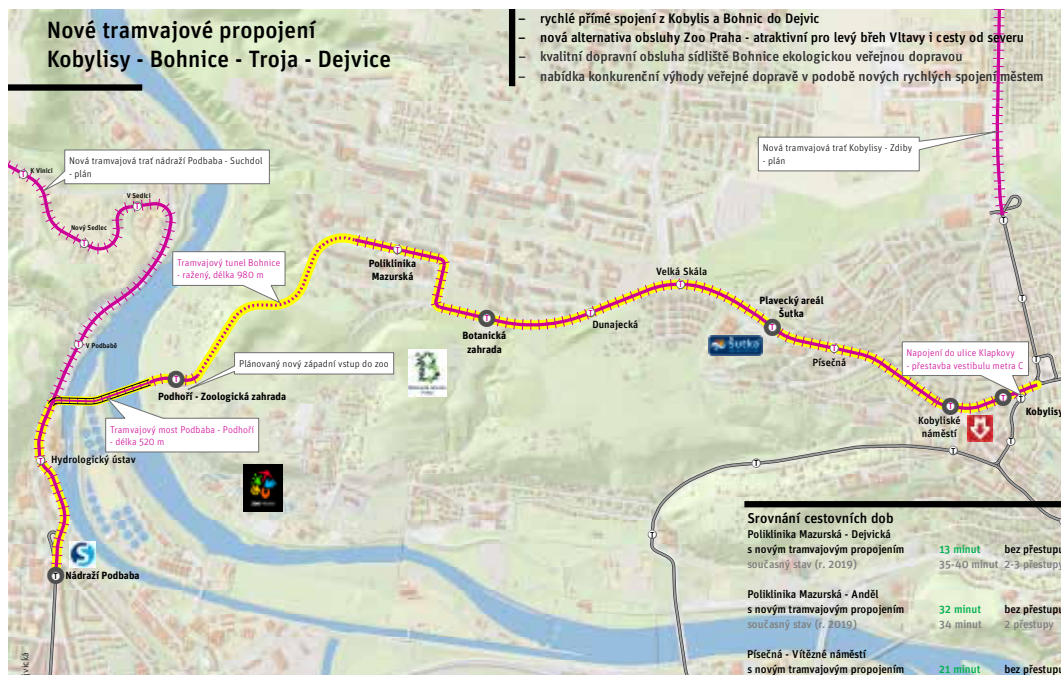 Nové tramvajové propojení
Kobylisy - Bohnice - Troja - Dejvice
– rychlé přímé spojení z Kobylis a Bohnic do Dejvic
– nová alternativa obsluhy Zoo Praha - atraktivní pro levý břeh Vltavy i cesty od severu
– kvalitní dopravní obsluha sídliště Bohnice ekologickou veřejnou dopravou
– nabídka konkurenční výhody veřejné dopravě v podobě nových rychlých spojení městem
Nová tramvajová trať nádraží Podbaba - Suchdol
- plán
Nová tramvajová trať Kobylisy - Zdiby
- plán
K Vinici
V Sedlci
Nový Sedlec
Tramvajový tunel Bohnice
- ražený, délka 980 m
Poliklinika
Mazurská
Velká Skála
Plavecký areál
Šutka
Botanická
zahrada
Dunajecká
Šutka
Písečná
V Podbabě
Plánovaný nový západní vstup do zoo
Napojení do ulice Klapkovy
- přestavba vestibulu metra C
Podhoří - Zoologická zahrada
Kobylisy
Kobyliské
náměstí
Tramvajový most Podbaba - Podhoří
- délka 520 m
Hydrologický ústav
S
Nádraží Podbaba
Srovnání cestovních dob
Poliklinika Mazurská - Dejvická
s novým tramvajovým propojením 13 minut bez přestupu
současný stav (r. 2019) 35-40 minut 2-3 přestupy
Poliklinika Mazurská - Anděl
s novým tramvajovým propojením 32 minut bez přestupu
současný stav (r. 2019) 34 minut 2 přestupy
Písečná - Vítězné náměstí
s novým tramvajovým propojením 21 minut bez přestupu